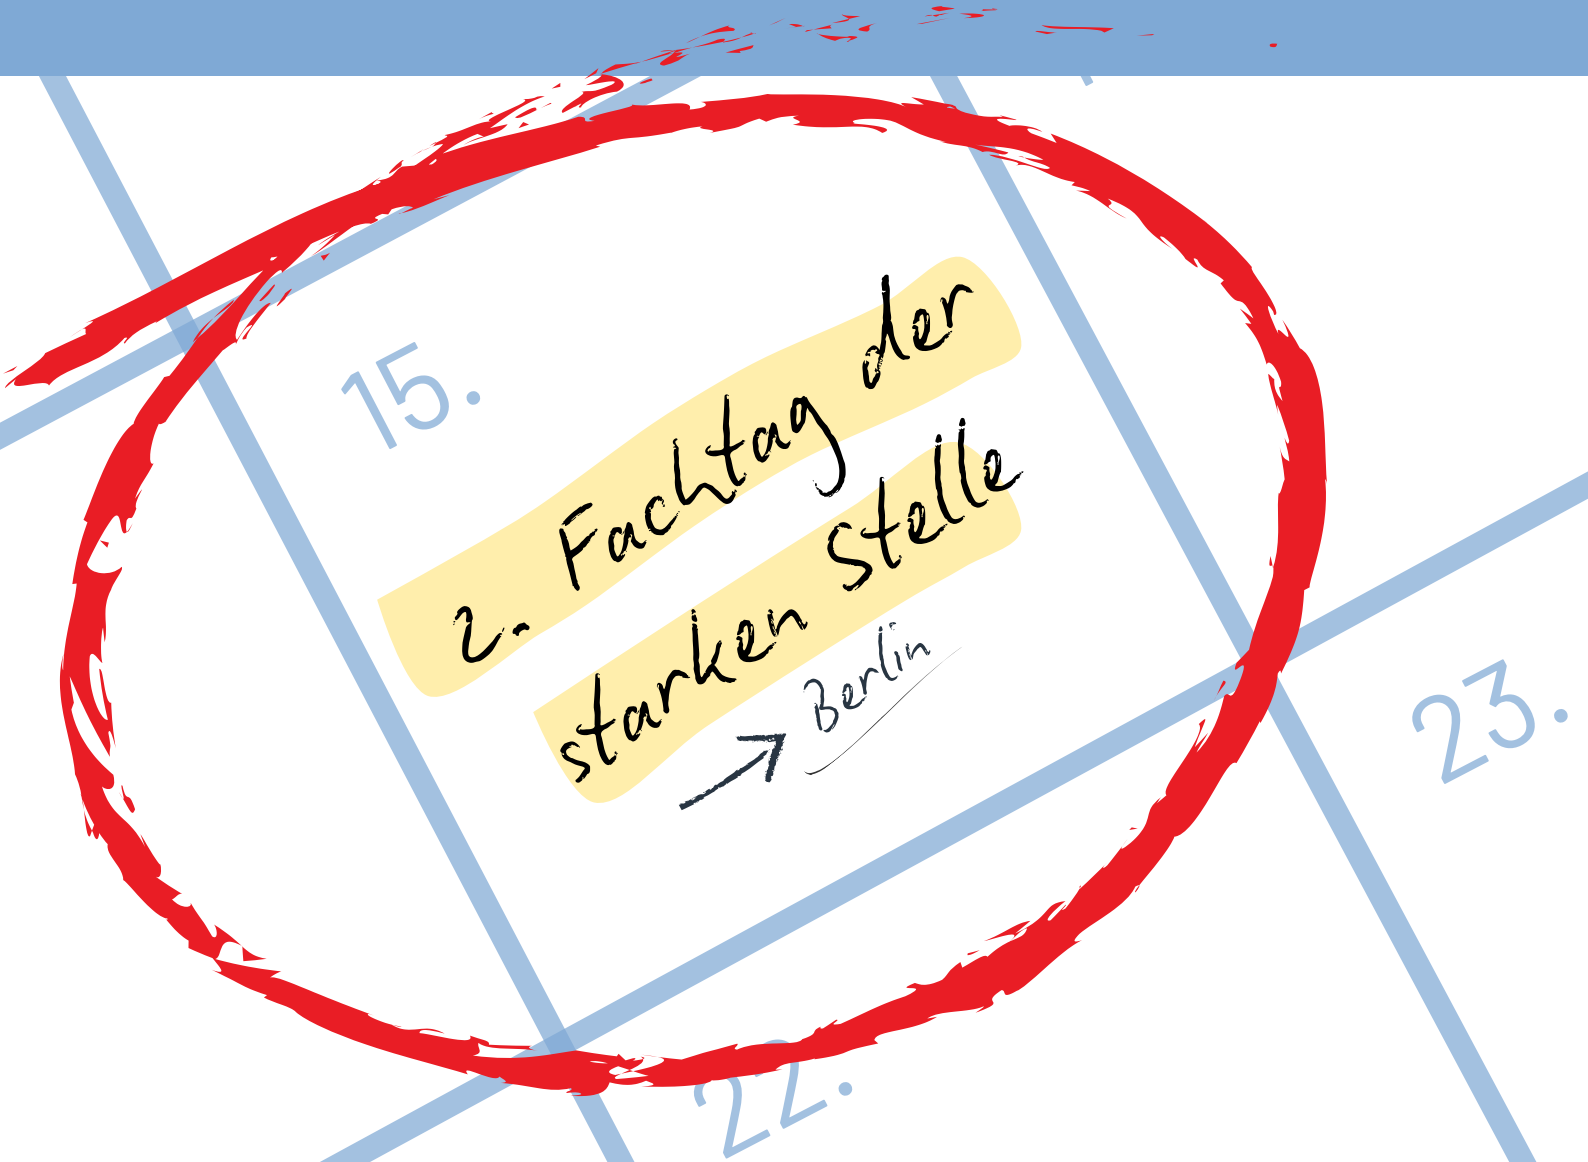 15.
2. Fachtag der
starken Stelle
→ Berlin
23.
22.